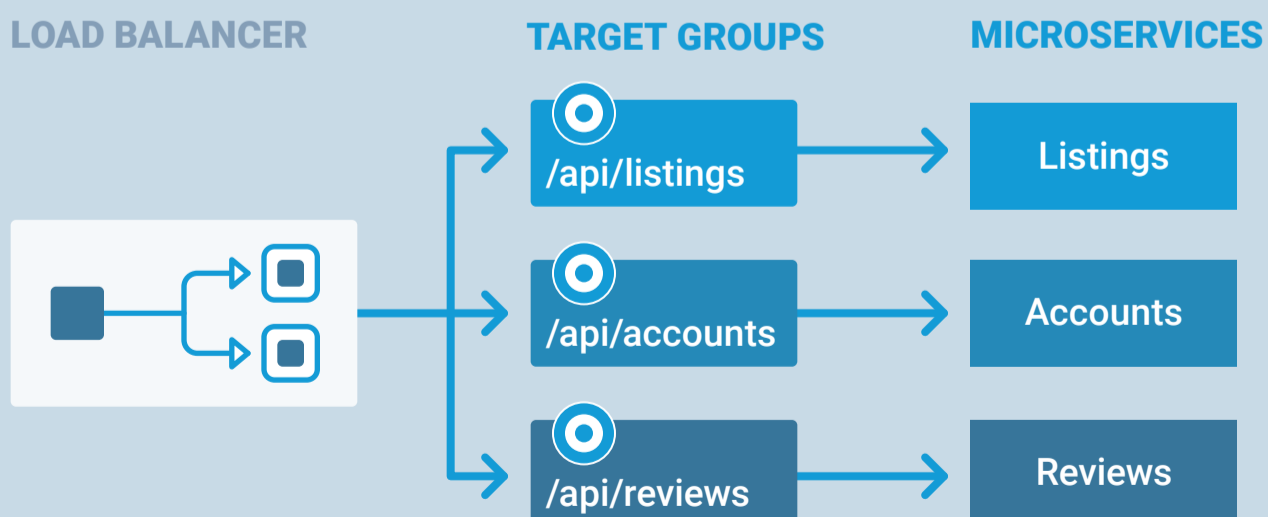 LOAD BALANCER
TARGET GROUPS
MICROSERVICES
/api/listings
Listings
/api/accounts
Accounts
/api/reviews
Reviews